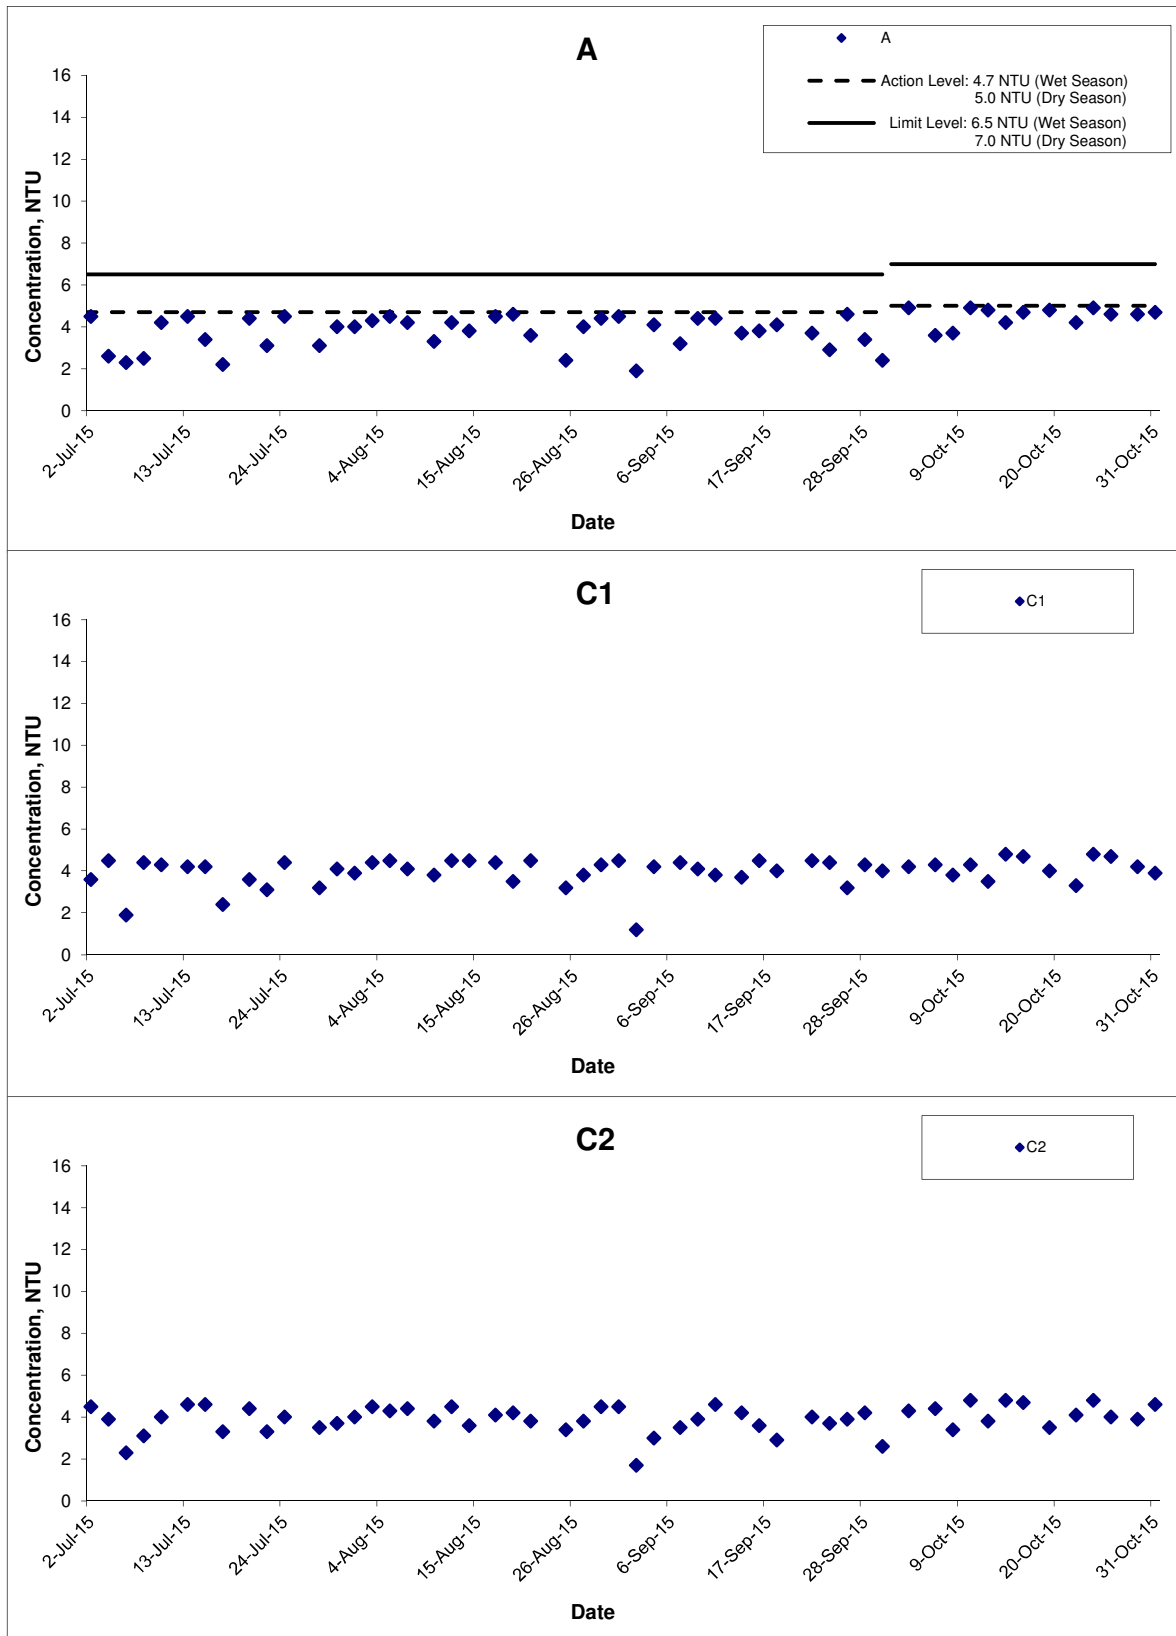 A
A
Action Level: 4.7 NTU (Wet Season)
5.0 NTU (Dry Season)
Limit Level: 6.5 NTU (Wet Season)
7.0 NTU (Dry Season)
Concentration, NTU
16
14
12
10
8
6
4
2
0
2-Jul-15
13-Jul-15
24-Jul-15
4-Aug-15
15-Aug-15
26-Aug-15
6-Sep-15
17-Sep-15
28-Sep-15
9-Oct-15
20-Oct-15
31-Oct-15
Date
C1
C1
Concentration, NTU
16
14
12
10
8
6
4
2
0
2-Jul-15
13-Jul-15
24-Jul-15
4-Aug-15
15-Aug-15
26-Aug-15
6-Sep-15
17-Sep-15
28-Sep-15
9-Oct-15
20-Oct-15
31-Oct-15
Date
C2
C2
Concentration, NTU
16
14
12
10
8
6
4
2
0
2-Jul-15
13-Jul-15
24-Jul-15
4-Aug-15
15-Aug-15
26-Aug-15
6-Sep-15
17-Sep-15
28-Sep-15
9-Oct-15
20-Oct-15
31-Oct-15
Date